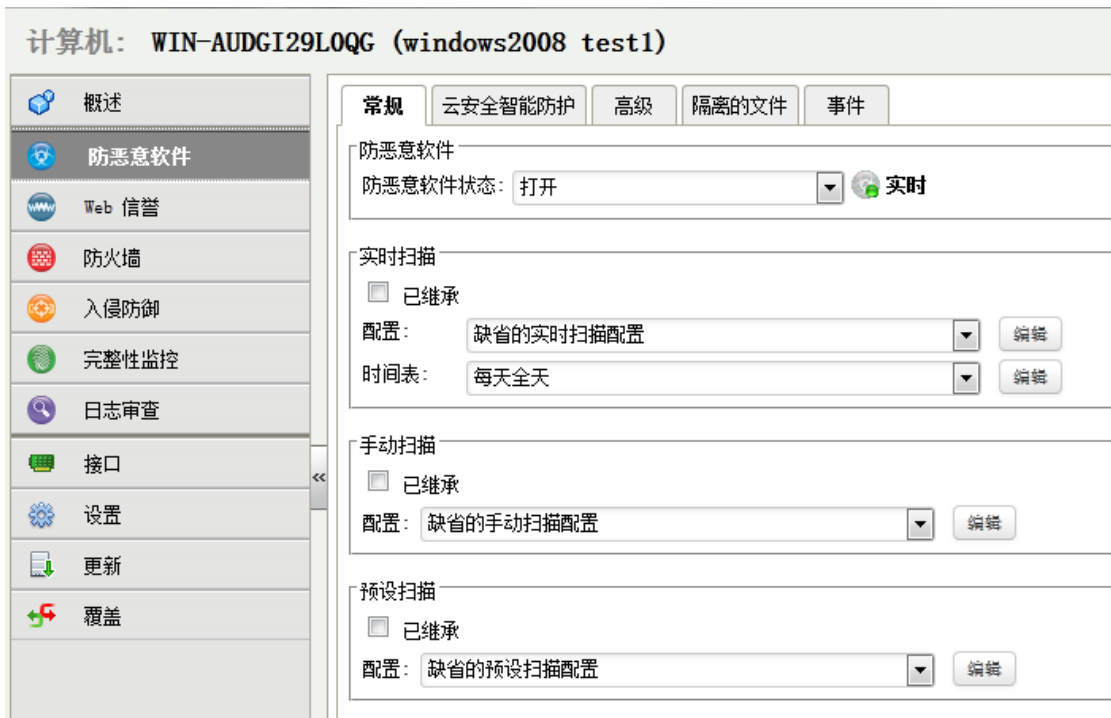 计算机: WIN-AUDGI29L0QG (windows2008 test1)
概述
防恶意软件
Web 信誉
防火墙
入侵防御
完整性监控
日志审查
接口
设置
更新
覆盖
«
常规 云安全智能防护 高级 隔离的文件 事件
防恶意软件
防恶意软件状态: 打开 实时
实时扫描
已继承
配置: 缺省的实时扫描配置 编辑
时间表: 每天全天 编辑
手动扫描
已继承
配置: 缺省的手动扫描配置 编辑
预设扫描
已继承
配置: 缺省的预设扫描配置 编辑